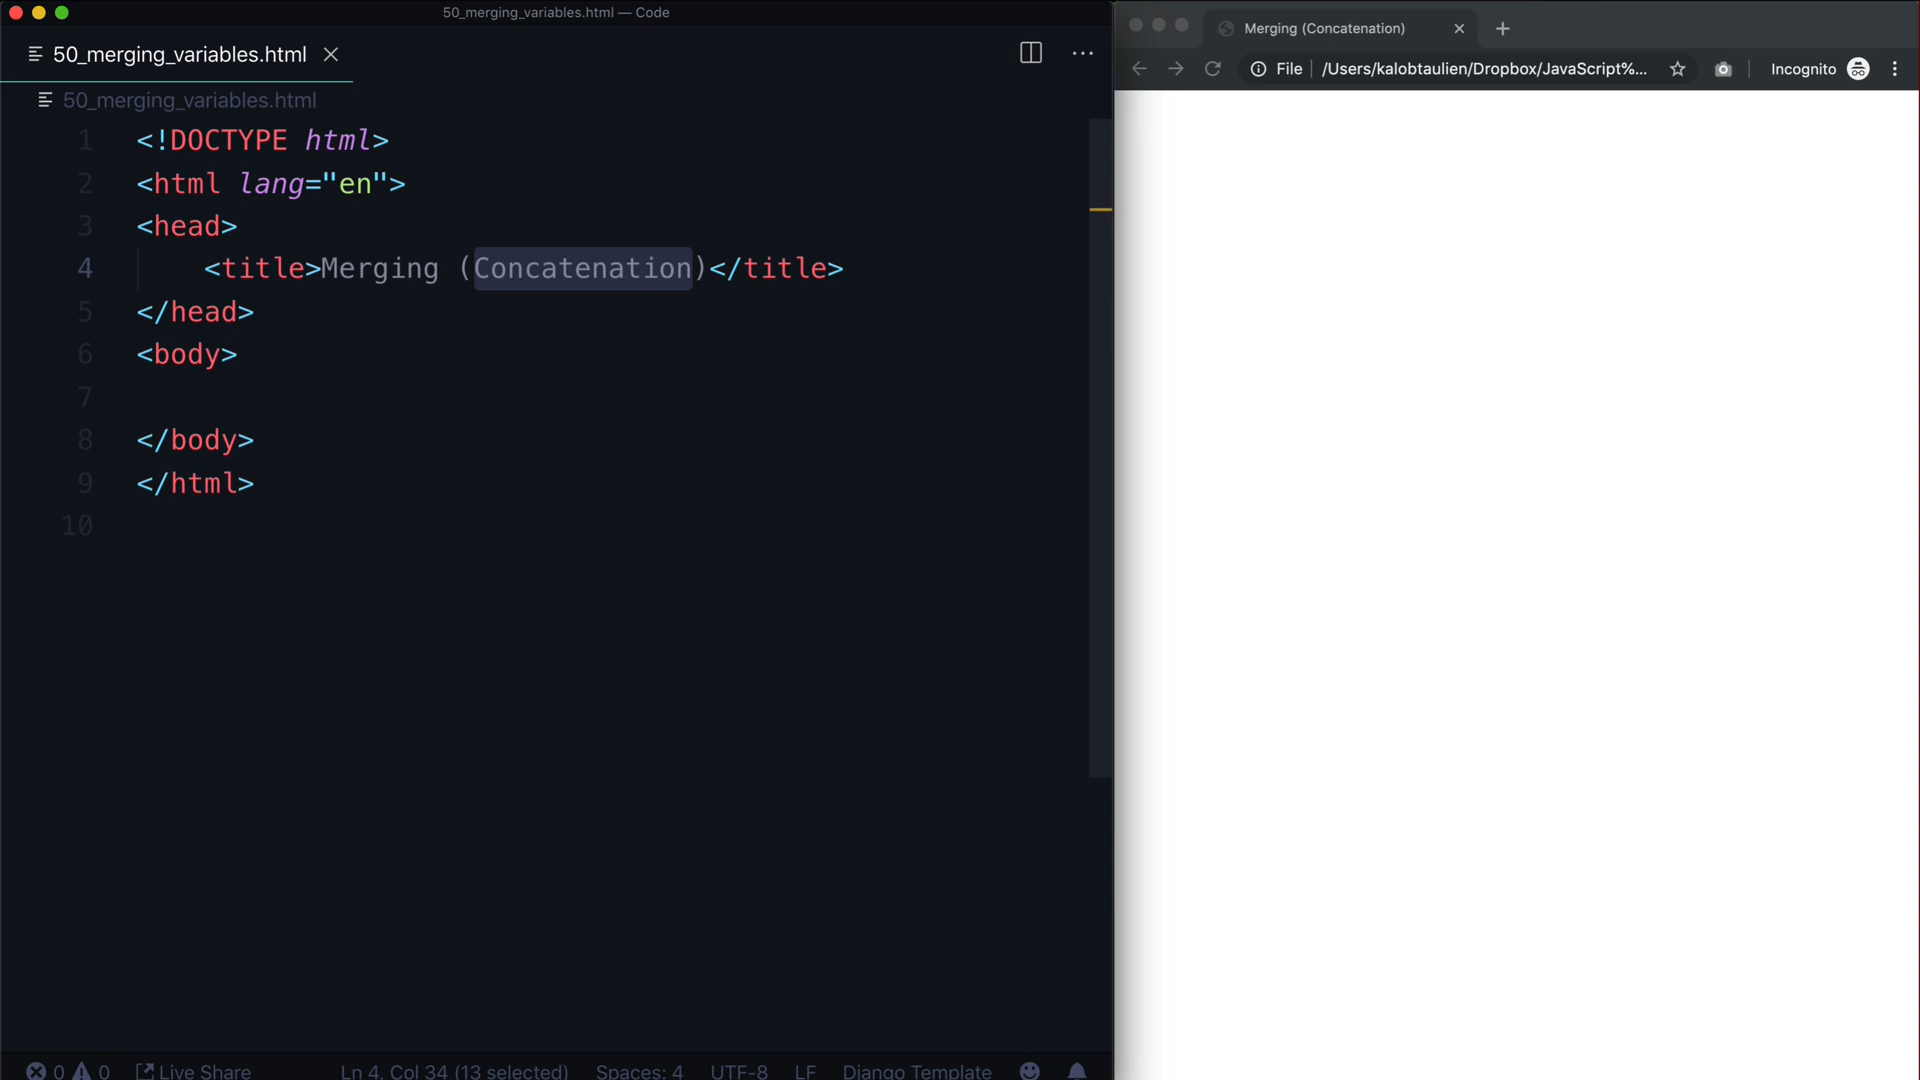 50_merging_variables.html — Code
50_merging_variables.html
50_merging_variables.html
1 <!DOCTYPE html>
2 <html lang="en">
3 <head>
4     <title>Merging (Concatenation)</title>
5 </head>
6 <body>
7
8 </body>
9 </html>
10
0 0 Live Share Ln 4, Col 34 (13 selected) Spaces: 4 UTF-8 LF Django Template
Merging (Concatenation)
File /Users/kalobtaulien/Dropbox/JavaScript%... Incognito